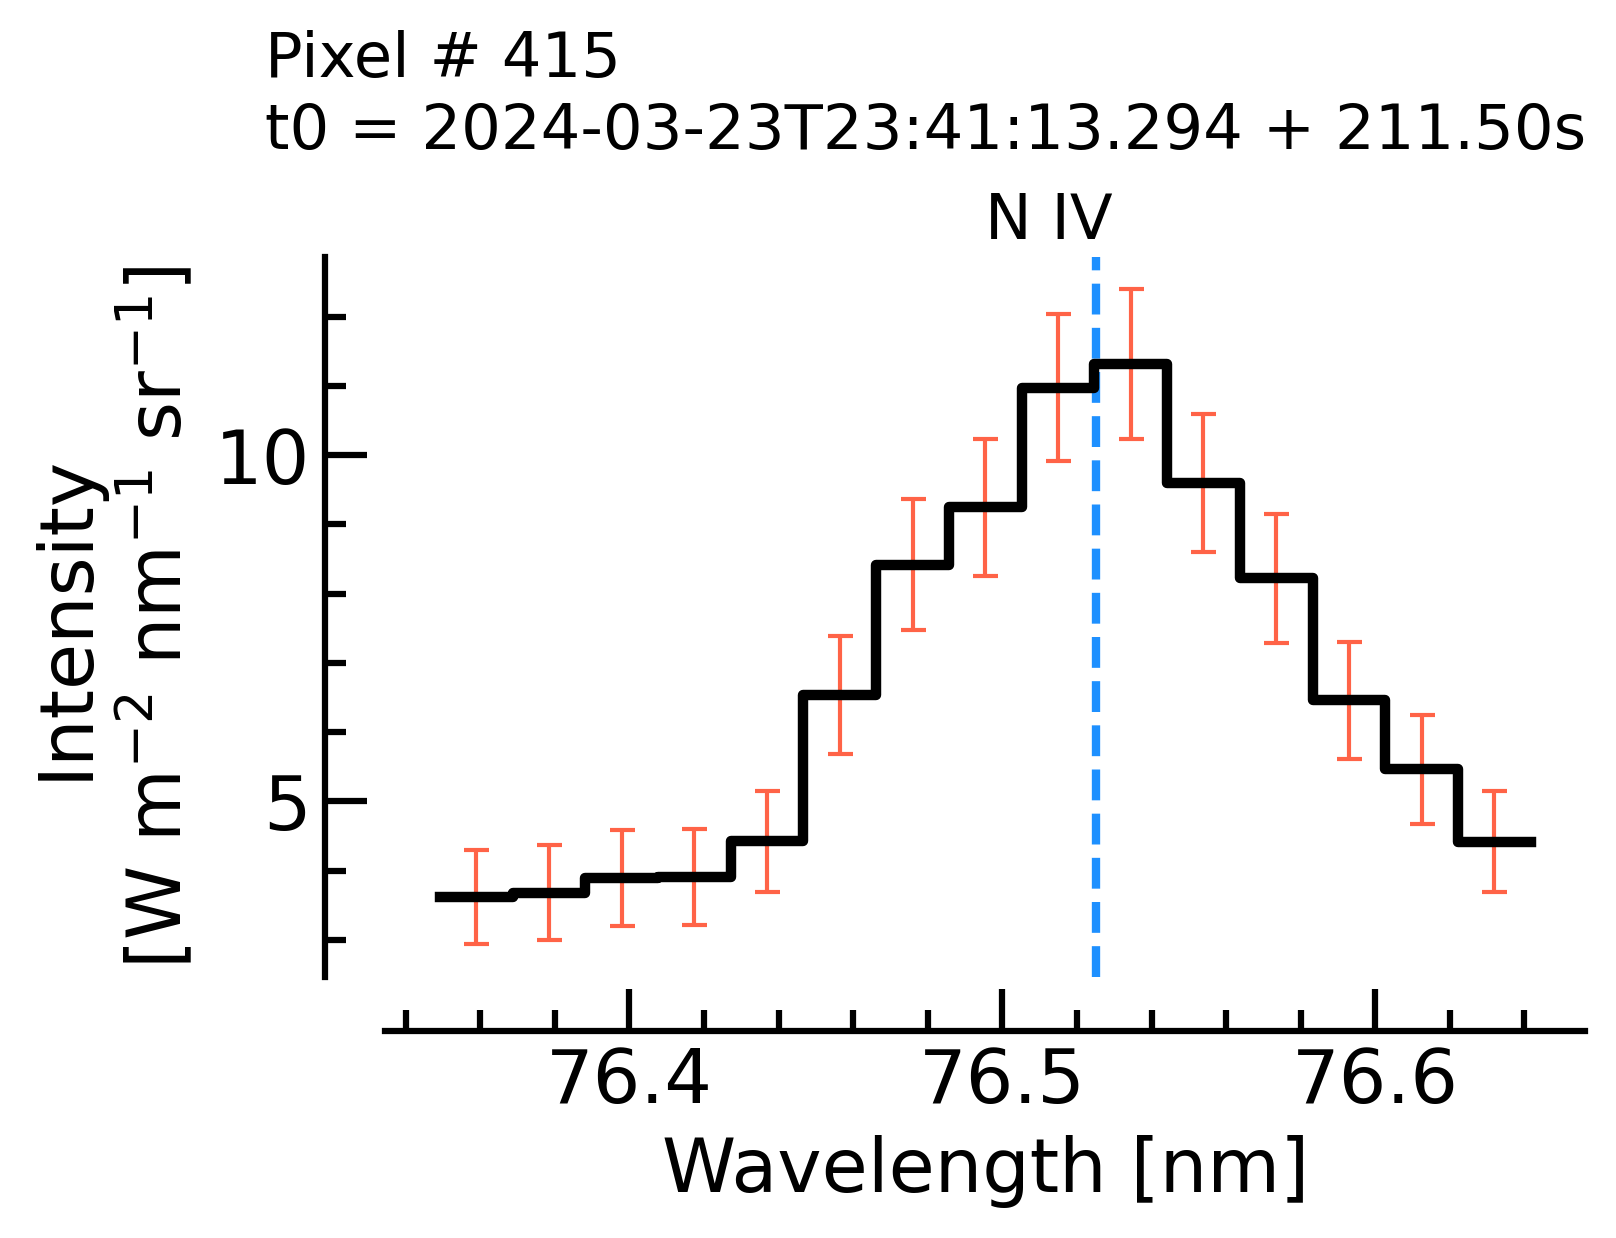 Pixel # 415
t0 = 2024-03-23T23:41:13.294 + 211.50s
N IV
Intensity
[W m⁻² nm⁻¹ sr⁻¹]
10
5
76.4 76.5 76.6
Wavelength [nm]